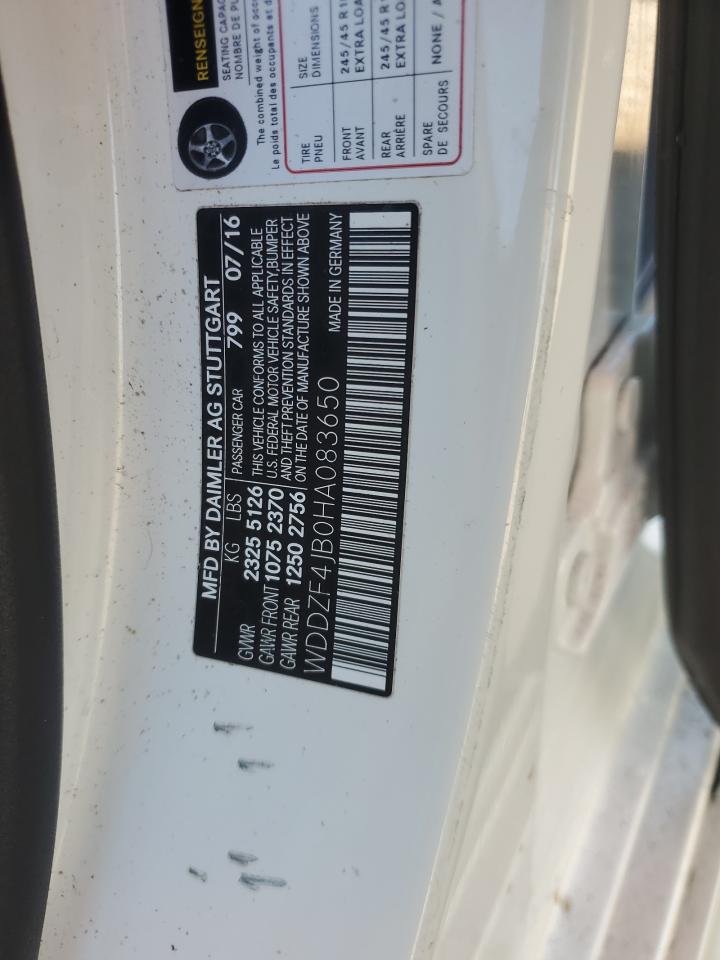 RENSEIGN
SEATING CAPAC
NOMBRE DE PL
The combined weight of occu
Le poids total des occupants et d
TIRE SIZE
PNEU DIMENSIONS
FRONT 245/45 R1
AVANT EXTRA LOA
REAR 245/45 R1
ARRIÈRE EXTRA LOA
SPARE NONE / A
DE SECOURS
MFD BY DAIMLER AG STUTTGART
KG LBS 799 07/16
GVWR 2325 5126 PASSENGER CAR
GAWR FRONT 1075 2370
GAWR REAR 1250 2756
THIS VEHICLE CONFORMS TO ALL APPLICABLE
U.S. FEDERAL MOTOR VEHICLE SAFETY, BUMPER
AND THEFT PREVENTION STANDARDS IN EFFECT
ON THE DATE OF MANUFACTURE SHOWN ABOVE
WDDZF4JB0HA083650 MADE IN GERMANY